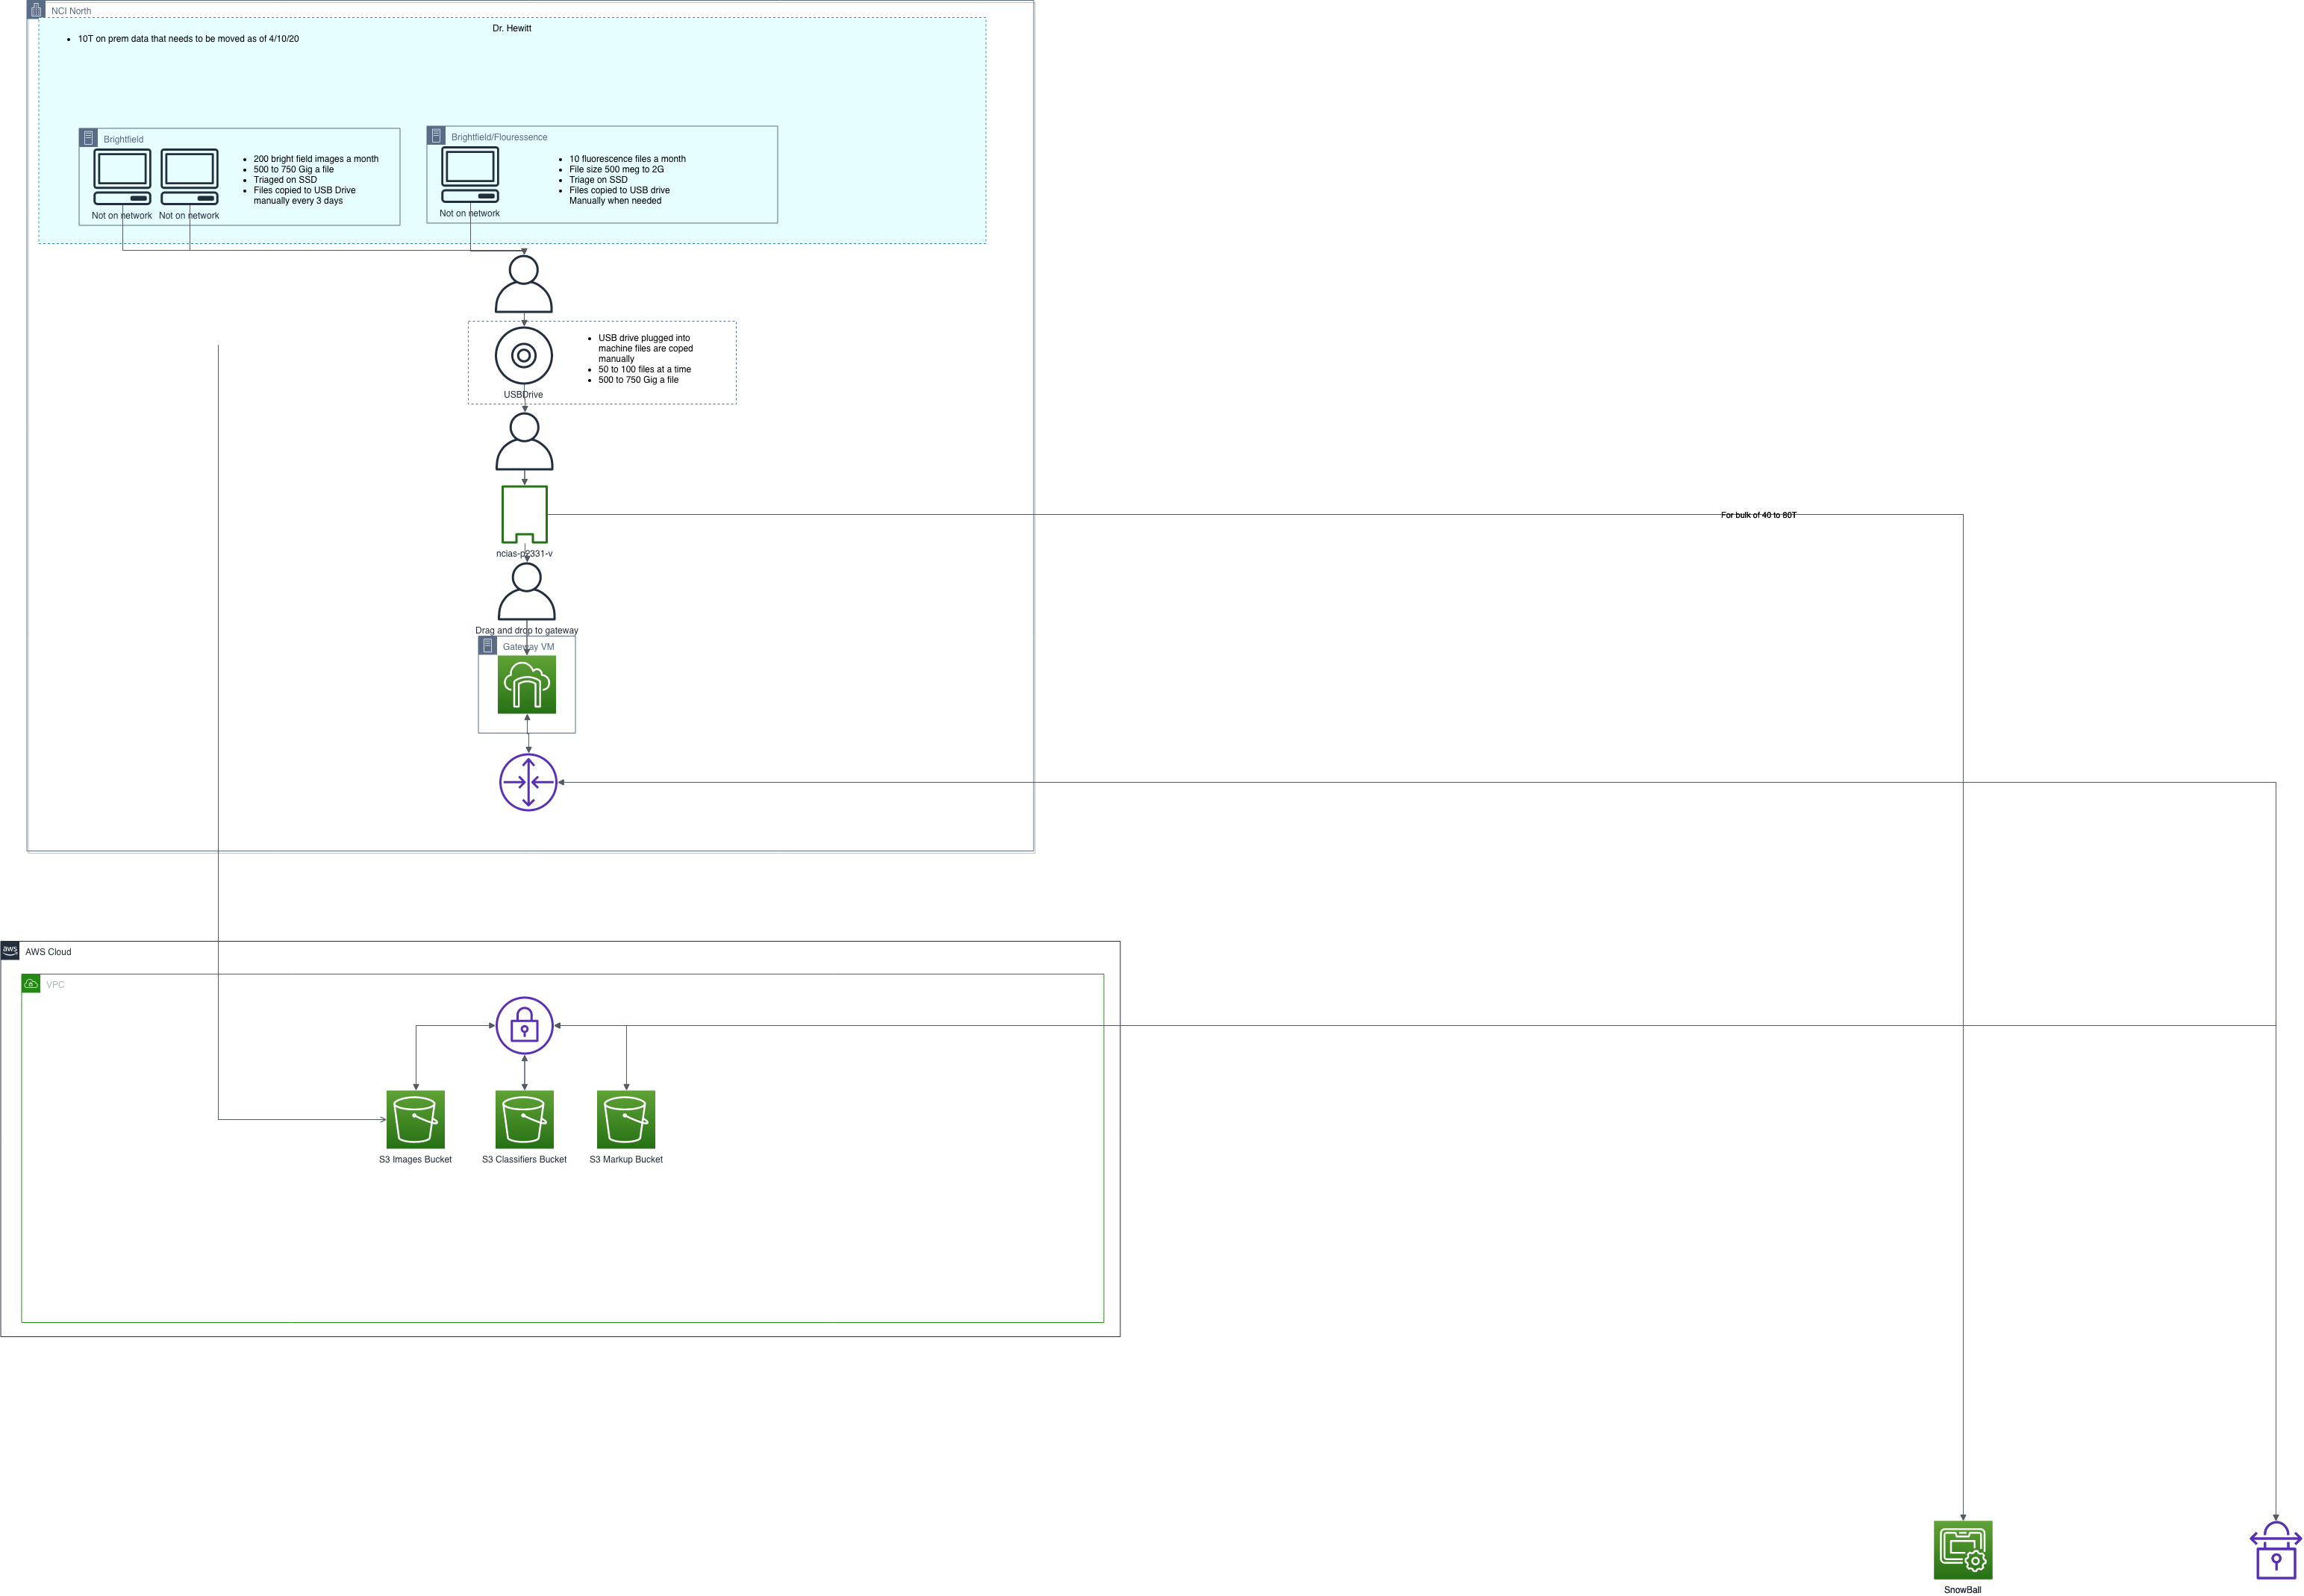 NCI North
Dr. Hewitt
10T on prem data that needs to be moved as of 4/10/20
Brightfield
200 bright field images a month
500 to 750 Gig a file
Triaged on SSD
Files copied to USB Drive
manually every 3 days
Not on network
Not on network
Brightfield/Flouressence
10 fluorescence files a month
File size 500 meg to 2G
Triage on SSD
Files copied to USB drive
Manually when needed
Not on network
USB drive plugged into
machine files are coped
manually
50 to 100 files at a time
500 to 750 Gig a file
USBDrive
For bulk of 40 to 80T
ncias-p2331-v
Drag and drop to gateway
Gateway VM
aws
AWS Cloud
VPC
S3 Images Bucket
S3 Classifiers Bucket
S3 Markup Bucket
SnowBall